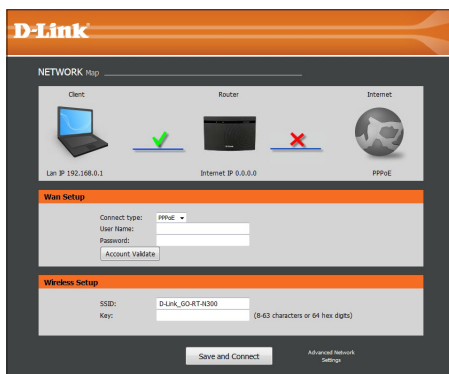 D-Link
NETWORK Map
Client Router Internet
Lan IP 192.168.0.1 Internet IP 0.0.0.0 PPPoE
Wan Setup
Connect type: PPPoE
User Name:
Password:
Account Validate
Wireless Setup
SSID: D-Link_GO-RT-N300
Key: (8-63 characters or 64 hex digits)
Save and Connect
Advanced Network
Settings